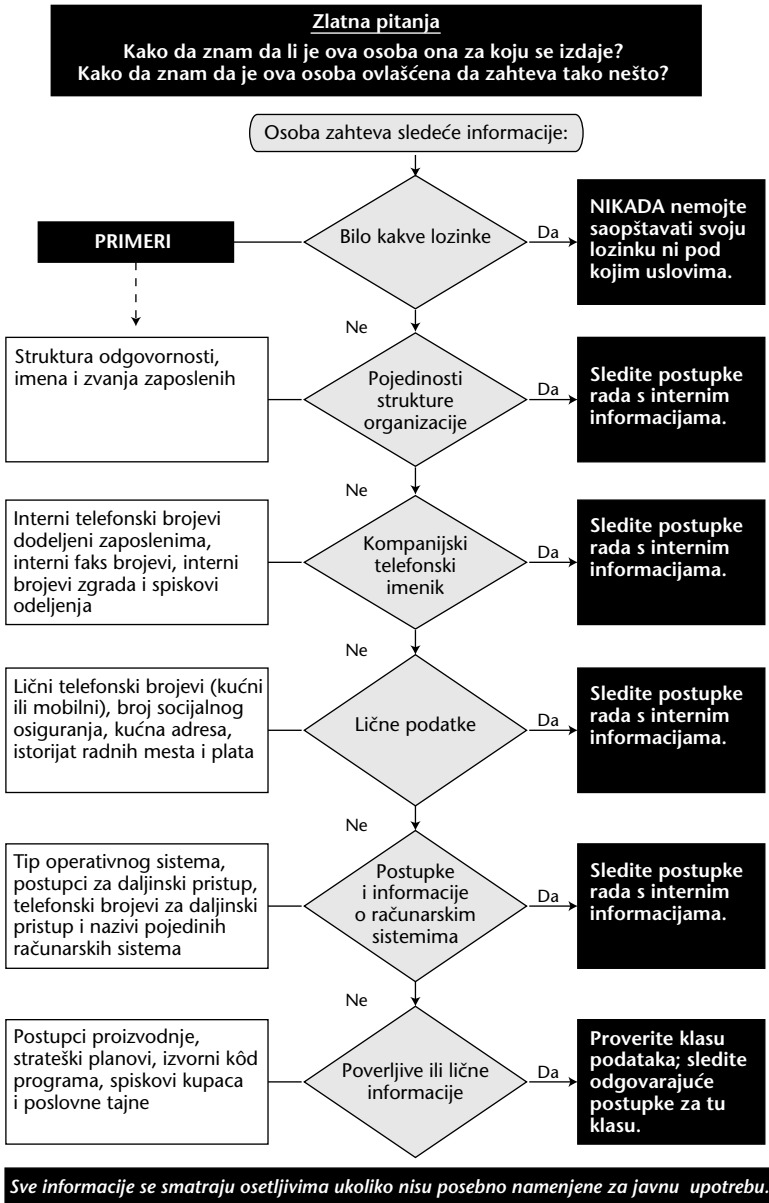 Zlatna pitanja
Kako da znam da li je ova osoba ona za koju se izdaje?
Kako da znam da je ova osoba ovlašćena da zahteva tako nešto?
Osoba zahteva sledeće informacije:
PRIMERI
Bilo kakve lozinke
Da
NIKADA nemojte
saopštavati svoju
lozinku ni pod
kojim uslovima.
Ne
Struktura odgovornosti,
imena i zvanja zaposlenih
Pojedinosti
strukture
organizacije
Da
Sledite postupke
rada s internim
informacijama.
Ne
Interni telefonski brojevi
dodeljeni zaposlenima,
interni faks brojevi, interni
brojevi zgrada i spiskovi
odeljenja
Kompanijski
telefonski
imenik
Da
Sledite postupke
rada s internim
informacijama.
Ne
Lični telefonski brojevi (kućni
ili mobilni), broj socijalnog
osiguranja, kućna adresa,
istorijat radnih mesta i plata
Lične podatke
Da
Sledite postupke
rada s internim
informacijama.
Ne
Tip operativnog sistema,
postupci za daljinski pristup,
telefonski brojevi za daljinski
pristup i nazivi pojedinih
računarskih sistema
Postupke
i informacije
o računarskim
sistemima
Da
Sledite postupke
rada s internim
informacijama.
Ne
Postupci proizvodnje,
strateški planovi, izvorni kôd
programa, spiskovi kupaca
i poslovne tajne
Poverljive ili lične
informacije
Da
Proverite klasu
podataka; sledite
odgovarajuće
postupke za tu
klasu.
Sve informacije se smatraju osetljivima ukoliko nisu posebno namenjene za javnu upotrebu.